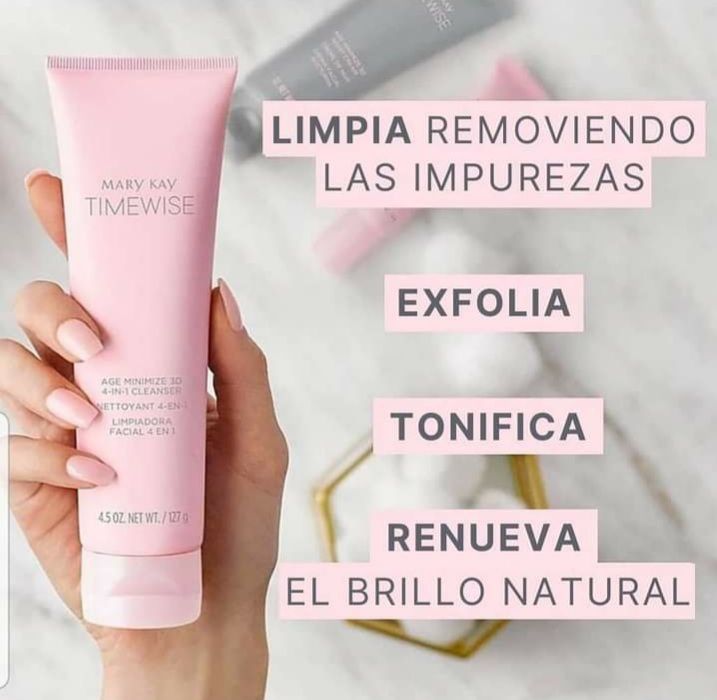 MARY KAY
TIMEWISE
AGE MINIMIZE 3D
4-IN-1 CLEANSER
NETTOYANT 4-EN-1
LIMPIADORA
FACIAL 4 EN 1
4.5 OZ. NET WT. / 127 g
LIMPIA REMOVIENDO
LAS IMPUREZAS
EXFOLIA
TONIFICA
RENUEVA
EL BRILLO NATURAL